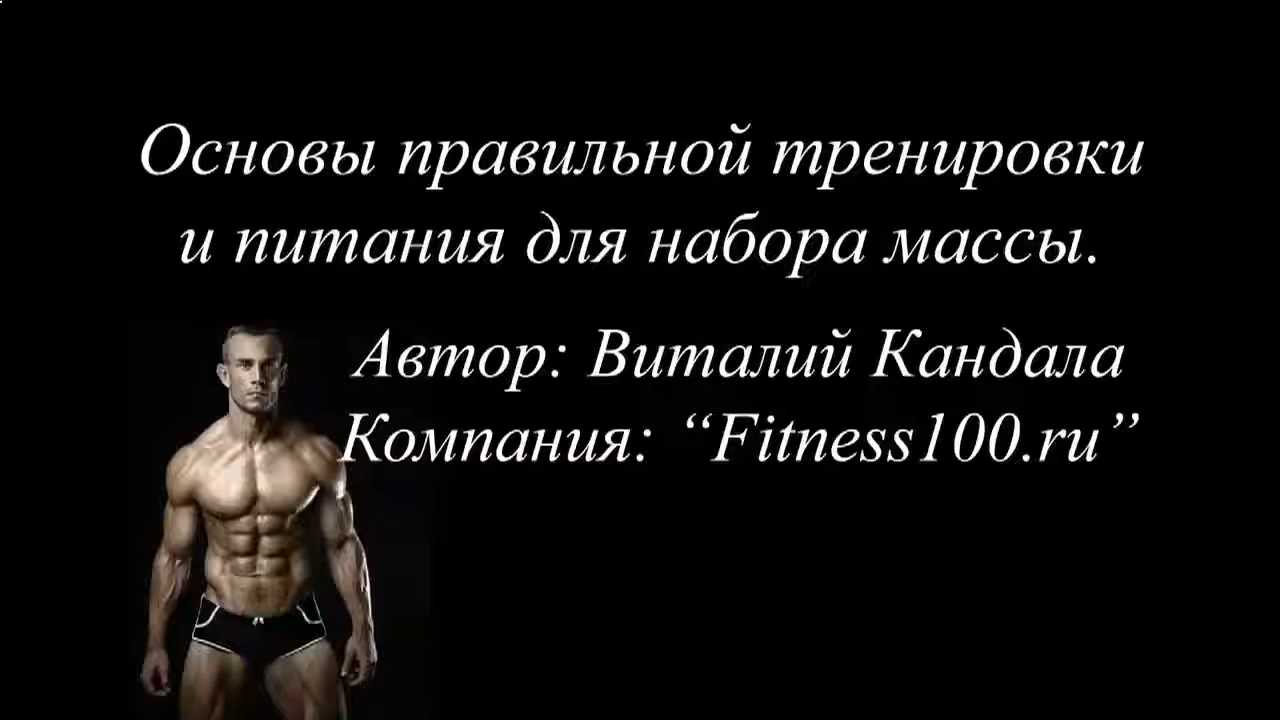 Основы правильной тренировки
и питания для набора массы.
Автор: Виталий Кандала
Компания: “Fitness100.ru”